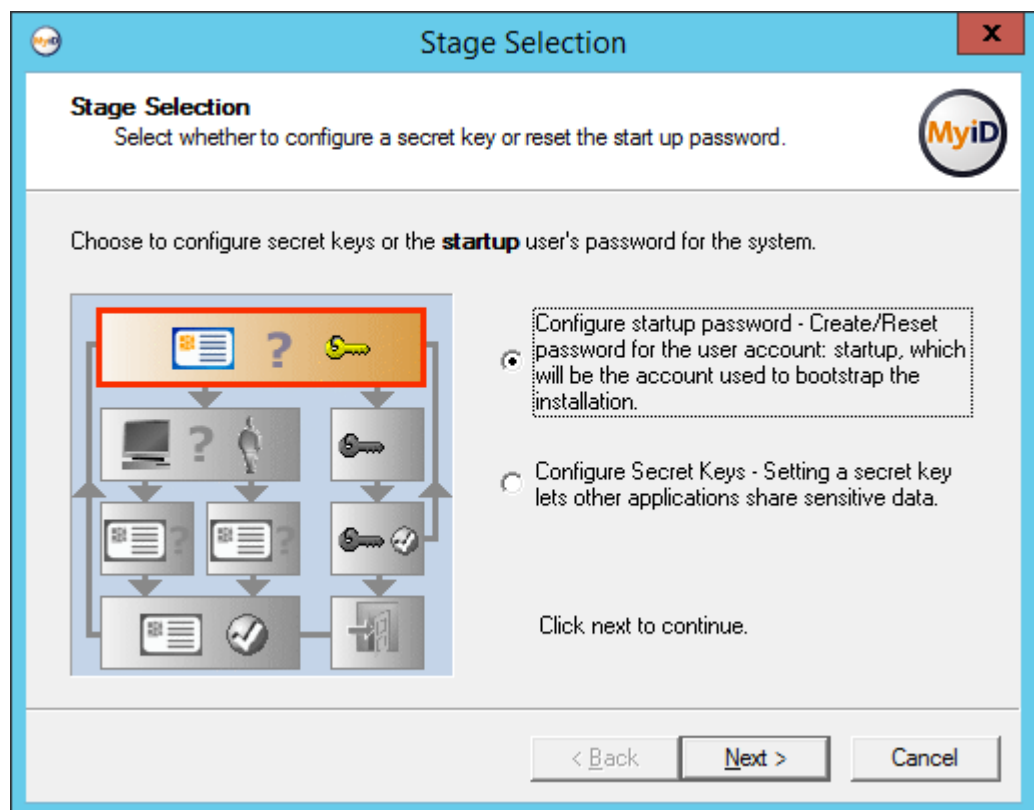 MyiD
Stage Selection
x
Stage Selection
Select whether to configure a secret key or reset the start up password.
MyiD
Choose to configure secret keys or the startup user's password for the system.
?
Configure startup password - Create/Reset
password for the user account: startup, which
will be the account used to bootstrap the
installation.
?
Configure Secret Keys - Setting a secret key
lets other applications share sensitive data.
? ?
Click next to continue.
< Back
Next >
Cancel